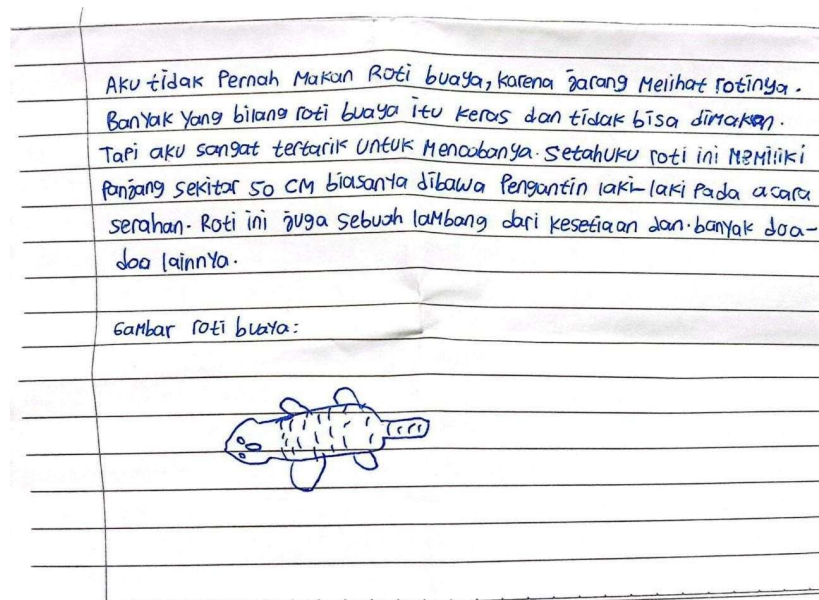 Aku tidak Pernah Makan Roti buaya, karena jarang Melihat rotinya.
Banyak yang bilang roti buaya itu keras dan tidak bisa dimakan.
Tapi aku sangat tertarik untuk Mencobanya. Setahuku roti ini Memiliki
Panjang sekitar 50 CM biasanya dibawa Pengantin laki-laki Pada acara
serahan. Roti ini juga Sebuah laMbang dari kesetiaan dan. banyak doa-
doa lainnya.
Gambar roti buaya: